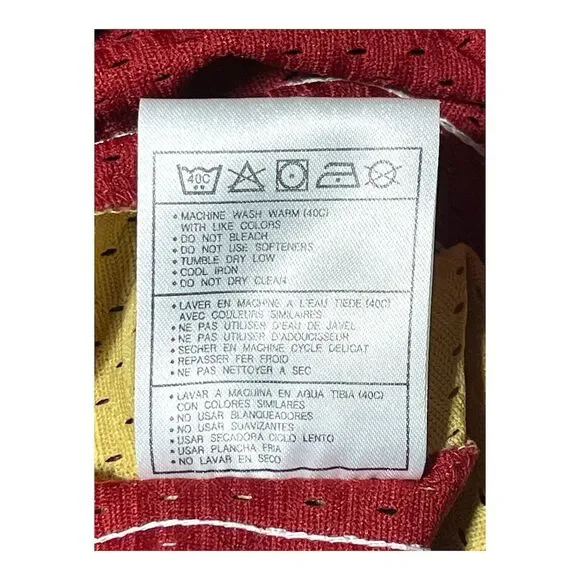 40C
• MACHINE WASH WARM (40C)
WITH LIKE COLORS
• DO NOT BLEACH
• DO NOT USE SOFTENERS
• TUMBLE DRY LOW
• COOL IRON
• DO NOT DRY CLEAN
• LAVER EN MACHINE A L'EAU TIEDE (40C)
AVEC COULEURS SIMILAIRES
• NE PAS UTILISER D'EAU DE JAVEL
• NE PAS UTILISER D'ADOUCISSEUR
• SECHER EN MACHINE CYCLE DELICAT
• REPASSER FER FROID
• NE PAS NETTOYER A SEC
• LAVAR A MAQUINA EN AGUA TIBIA (40C)
CON COLORES SIMILARES
• NO USAR BLANQUEADORES
• NO USAR SUAVIZANTES
• USAR SECADORA CICLO LENTO
• USAR PLANCHA FRIA
• NO LAVAR EN SECO